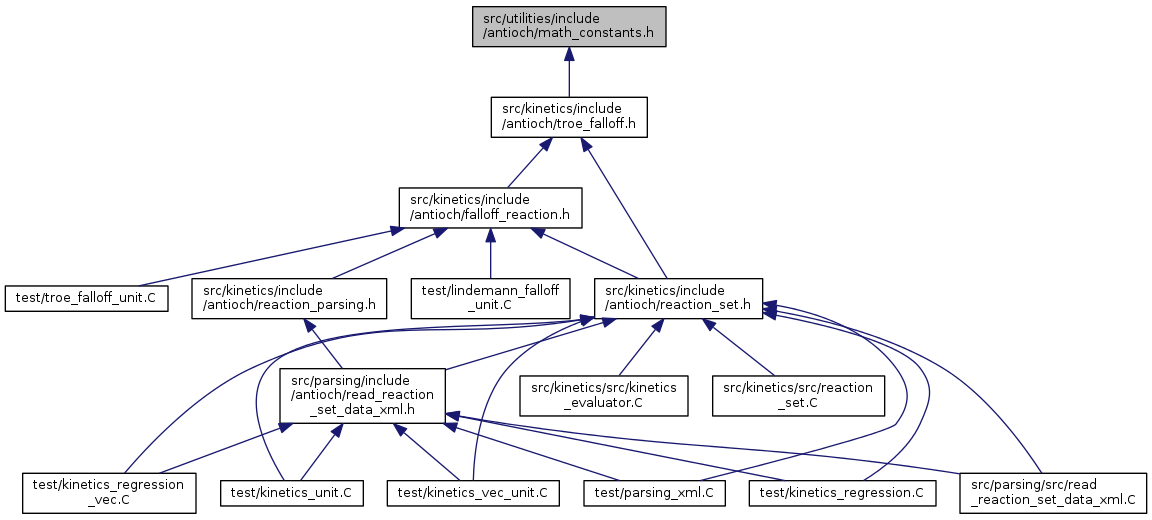 src/utilities/include
/antioch/math_constants.h
src/kinetics/include
/antioch/troe_falloff.h
src/kinetics/include
/antioch/falloff_reaction.h
test/troe_falloff_unit.C
src/kinetics/include
/antioch/reaction_parsing.h
test/lindemann_falloff
_unit.C
src/kinetics/include
/antioch/reaction_set.h
src/parsing/include
/antioch/read_reaction
_set_data_xml.h
src/kinetics/src/kinetics
_evaluator.C
src/kinetics/src/reaction
_set.C
test/kinetics_regression
_vec.C
test/kinetics_unit.C
test/kinetics_vec_unit.C
test/parsing_xml.C
test/kinetics_regression.C
src/parsing/src/read
_reaction_set_data_xml.C